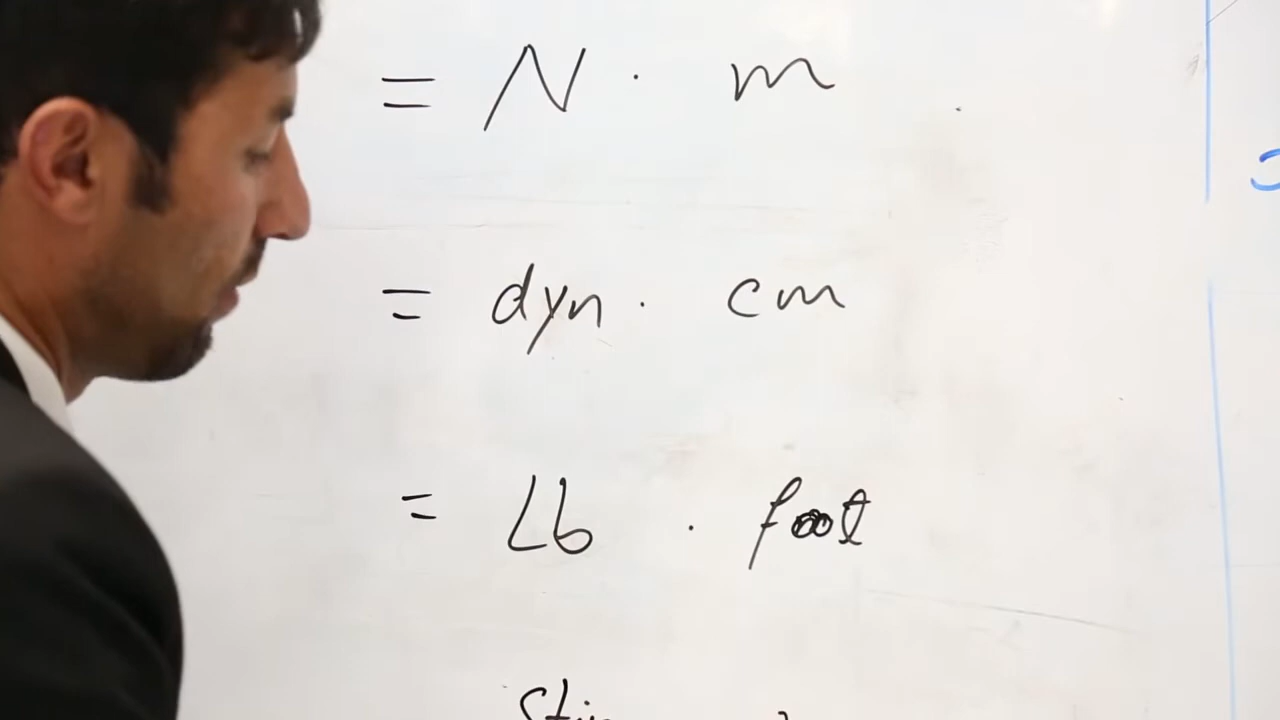 = N · m
= dyn · cm
= Lb · foot